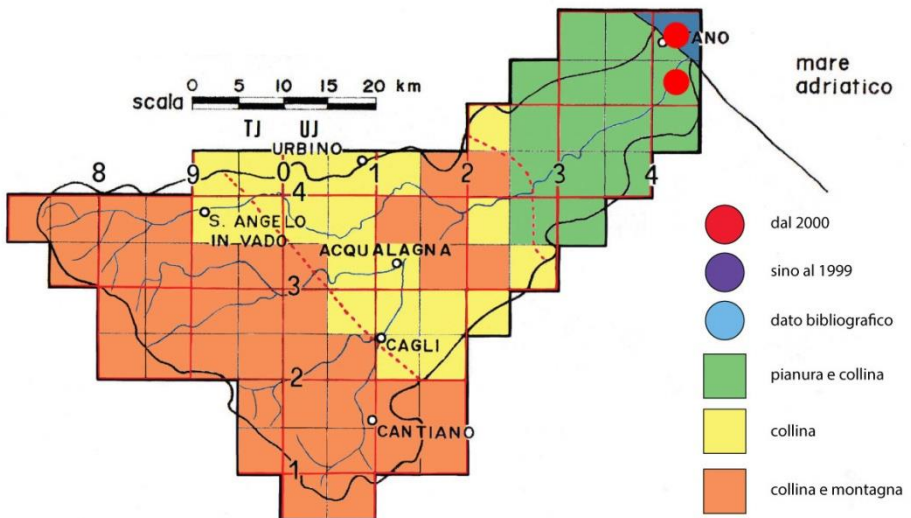 FANO
mare
adriatico
0 5 10 15 20 km
scala
TJ UJ
URBINO
8 9 0 1 2 3 4
4
S. ANGELO
IN VADO
ACQUALAGNA
3
CAGLI
2
CANTIANO
1
dal 2000
sino al 1999
dato bibliografico
pianura e collina
collina
collina e montagna